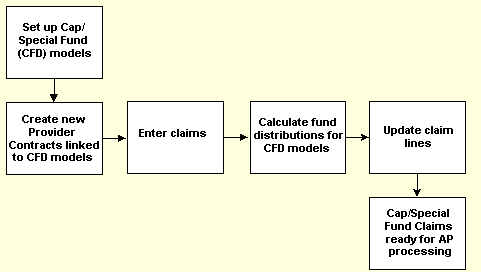 Set up Cap/
Special Fund
(CFD) models
Create new
Provider
Contracts linked
to CFD models
Enter claims
Calculate fund
distributions for
CFD models
Update claim
lines
Cap/Special
Fund Claims
ready for AP
processing